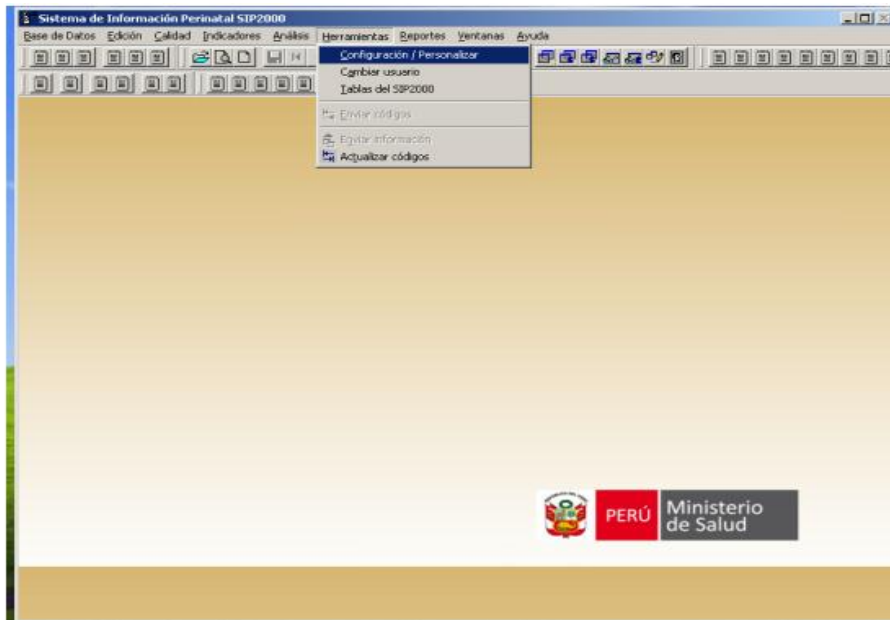 Sistema de Información Perinatal SIP2000
Base de Datos Edición Calidad Indicadores Análisis Herramientas Reportes Ventanas Ayuda
Configuración / Personalizar
Cambiar usuario
Tablas del SIP2000
Enviar códigos
Enviar información
Actualizar códigos
PERÚ
Ministerio
de Salud